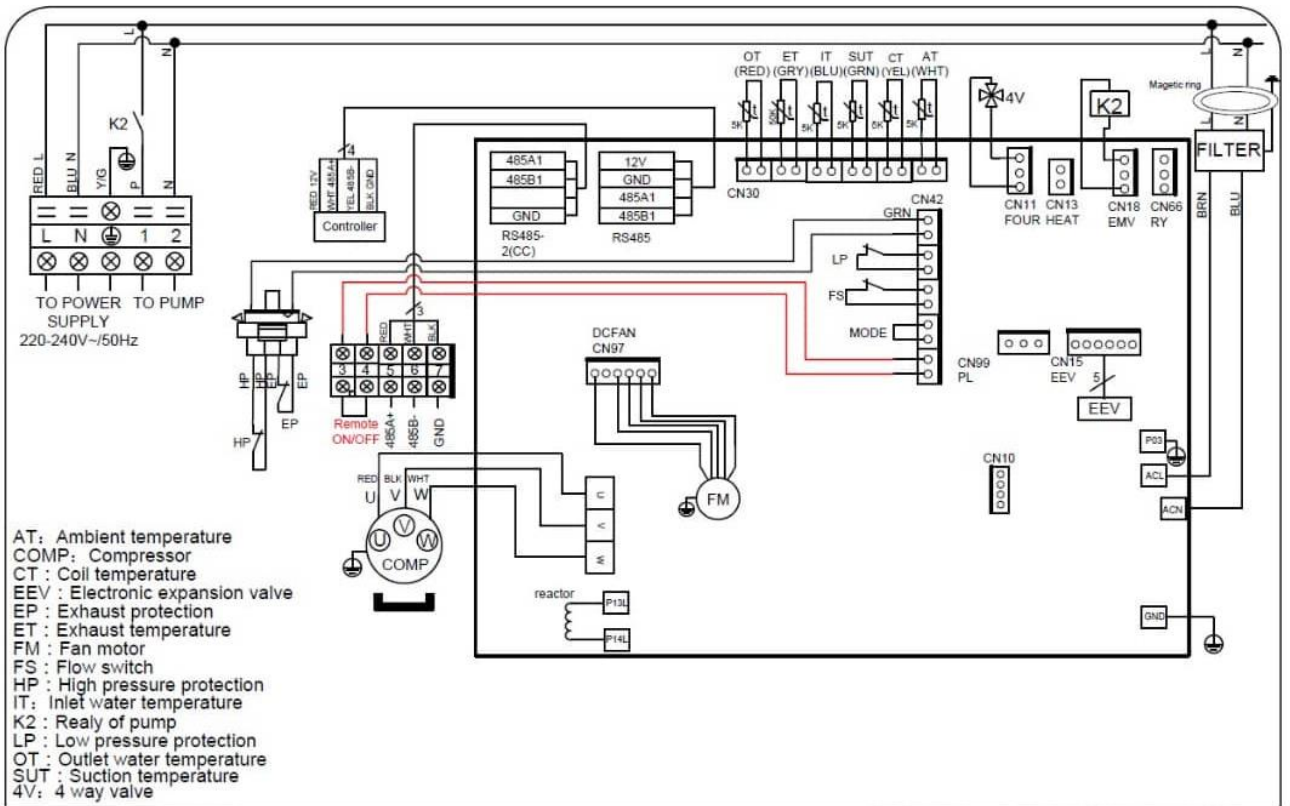 L
N
L
N
K2
RED L
BLU N
Y/G
P
N
L N 1 2
TO POWER SUPPLY
TO PUMP
220-240V~/50Hz
4
RED 12V
WHT 485A+
YEL 485B-
BLK GND
Controller
485A1
485B1
GND
RS485-
2(CC)
12V
GND
485A1
485B1
RS485
OT ET IT SUT CT AT
(RED) (GRY) (BLU) (GRN) (YEL) (WHT)
5K 50K 5K 5K 5K 5K
t t t t t t
CN30
4V
K2
Magetic ring
L N
FILTER
BRN
BLU
CN11
FOUR
CN13
HEAT
CN18
EMV
CN66
RY
CN42
GRN
LP
FS
MODE
CN99
PL
CN15
EEV
5
EEV
DCFAN
CN97
FM
CN10
P03
ACL
ACN
GND
3
RED
WHT
BLK
3 4 5 6 7
Remote
ON/OFF
485A+
485B-
GND
HP
HP
EP
EP
EP
HP
RED BLK WHT
U V W
U V W
COMP
U
V
W
reactor
P13L
P14L
AT: Ambient temperature
COMP: Compressor
CT : Coil temperature
EEV : Electronic expansion valve
EP : Exhaust protection
ET : Exhaust temperature
FM : Fan motor
FS : Flow switch
HP : High pressure protection
IT: Inlet water temperature
K2 : Realy of pump
LP : Low pressure protection
OT : Outlet water temperature
SUT : Suction temperature
4V: 4 way valve